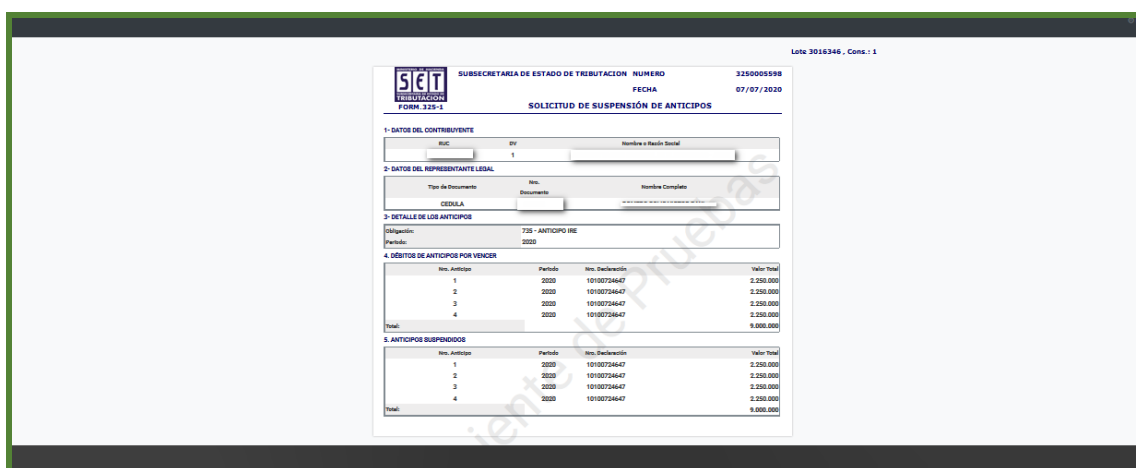 Lote 3016346 , Cons.: 1
SET
TRIBUTACION
FORM.325-1
SUBSECRETARIA DE ESTADO DE TRIBUTACION NUMERO 3250005598
FECHA 07/07/2020
SOLICITUD DE SUSPENSIÓN DE ANTICIPOS
1- DATOS DEL CONTRIBUYENTE
RUC DV Nombre o Razón Social
1
2- DATOS DEL REPRESENTANTE LEGAL
Tipo de Documento Nro. Documento Nombre Completo
CEDULA
3- DETALLE DE LOS ANTICIPOS
Obligación: 735 - ANTICIPO IRE
Periodo: 2020
4. DÉBITOS DE ANTICIPOS POR VENCER
Nro. Anticipo Periodo Nro. Declaración Valor Total
1 2020 10100724647 2.250.000
2 2020 10100724647 2.250.000
3 2020 10100724647 2.250.000
4 2020 10100724647 2.250.000
Total: 9.000.000
5. ANTICIPOS SUSPENDIDOS
Nro. Anticipo Periodo Nro. Declaración Valor Total
1 2020 10100724647 2.250.000
2 2020 10100724647 2.250.000
3 2020 10100724647 2.250.000
4 2020 10100724647 2.250.000
Total: 9.000.000
iente de Pruebas